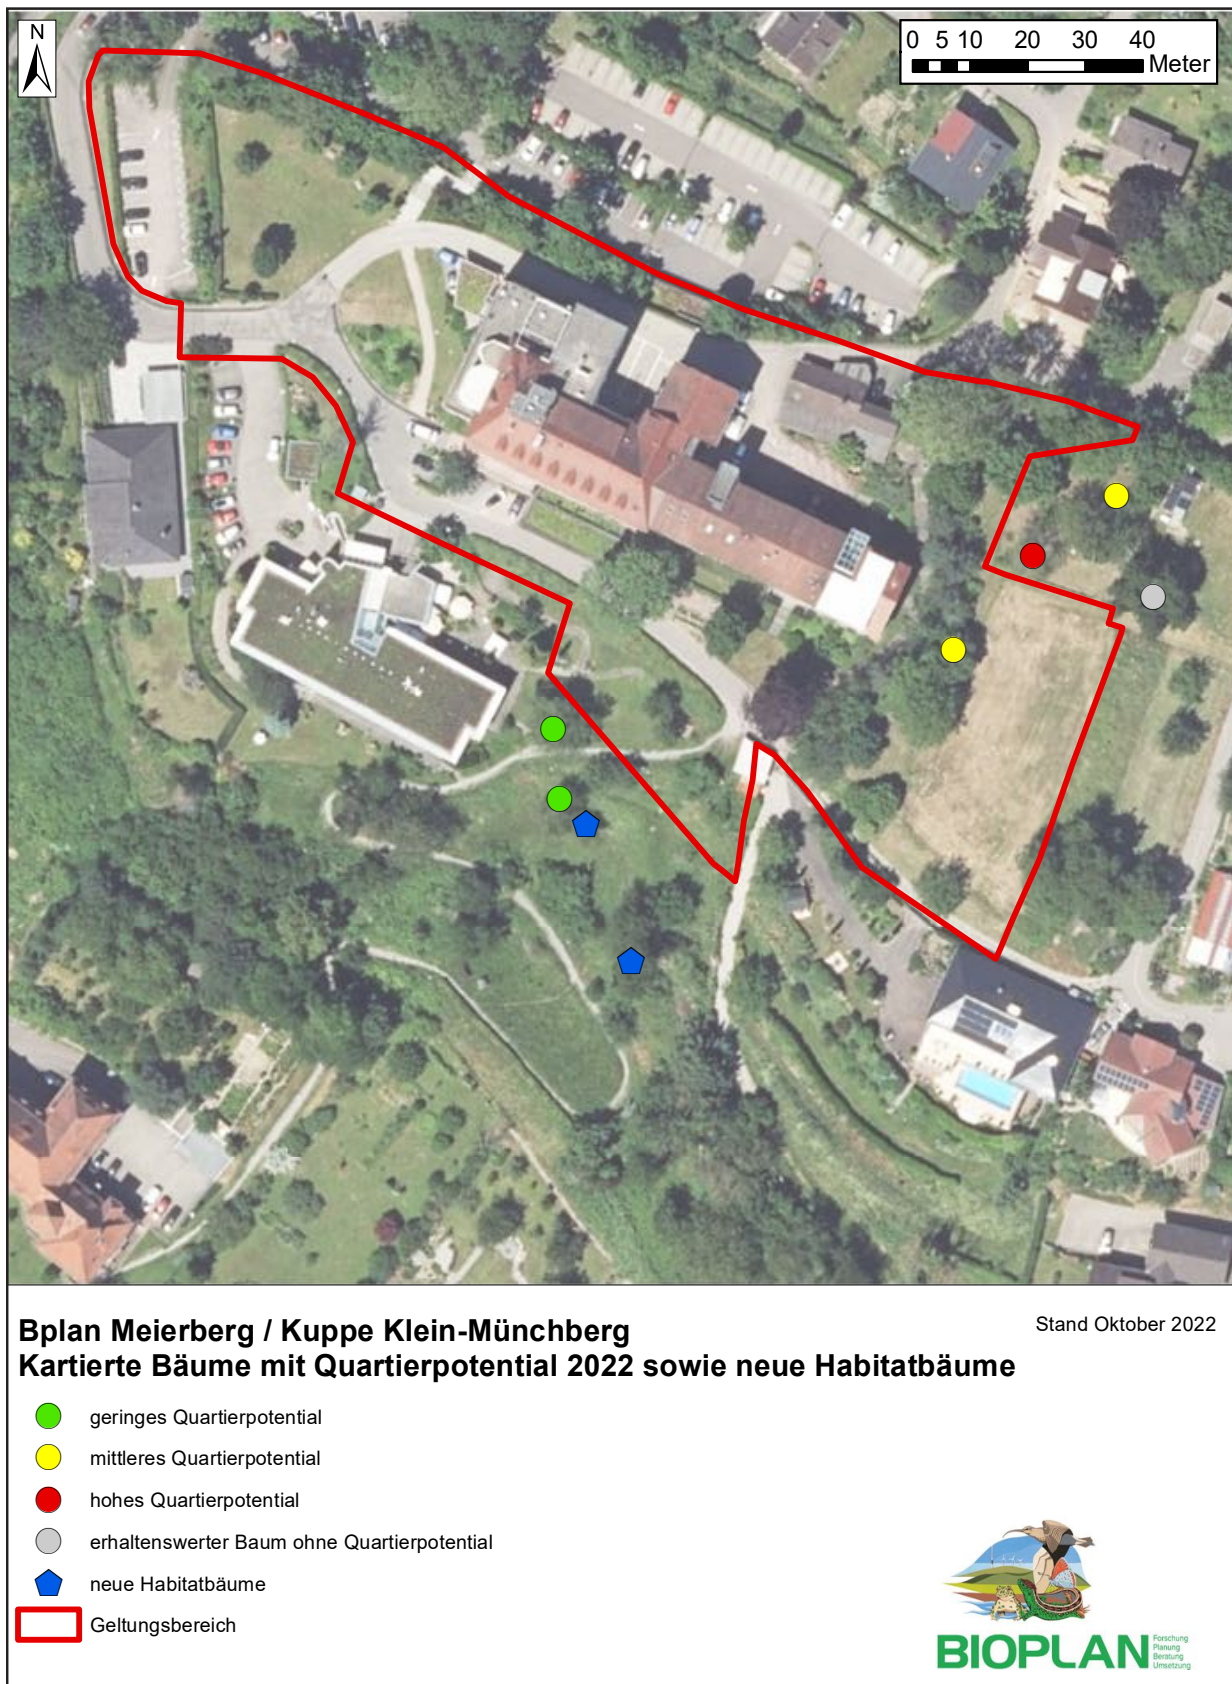 N
0 5 10 20 30 40
Meter
Bplan Meierberg / Kuppe Klein-Münchberg
Stand Oktober 2022
Kartierte Bäume mit Quartierpotential 2022 sowie neue Habitatbäume
geringes Quartierpotential
mittleres Quartierpotential
hohes Quartierpotential
erhaltenswerter Baum ohne Quartierpotential
neue Habitatbäume
Geltungsbereich
BIOPLAN
Forschung
Planung
Beratung
Umsetzung